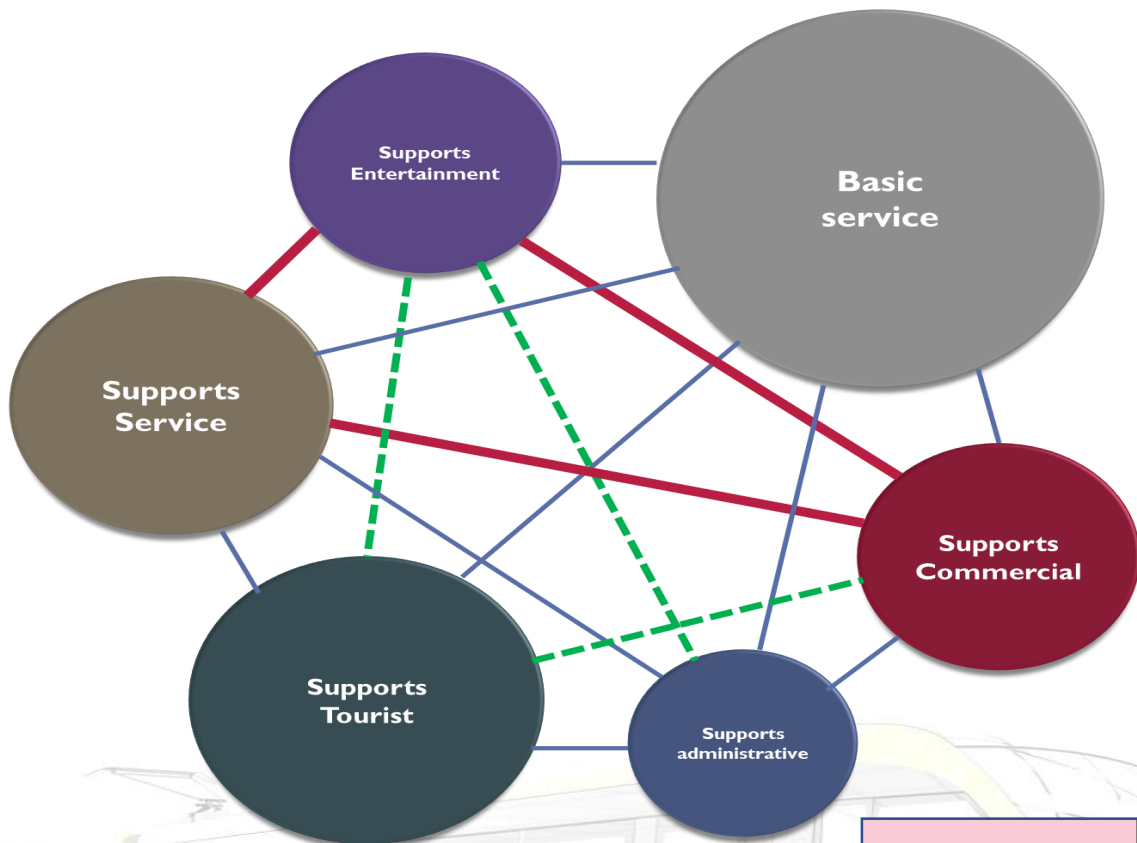 Supports
Entertainment
Basic
service
Supports
Service
Supports
Commercial
Supports
Tourist
Supports
administrative